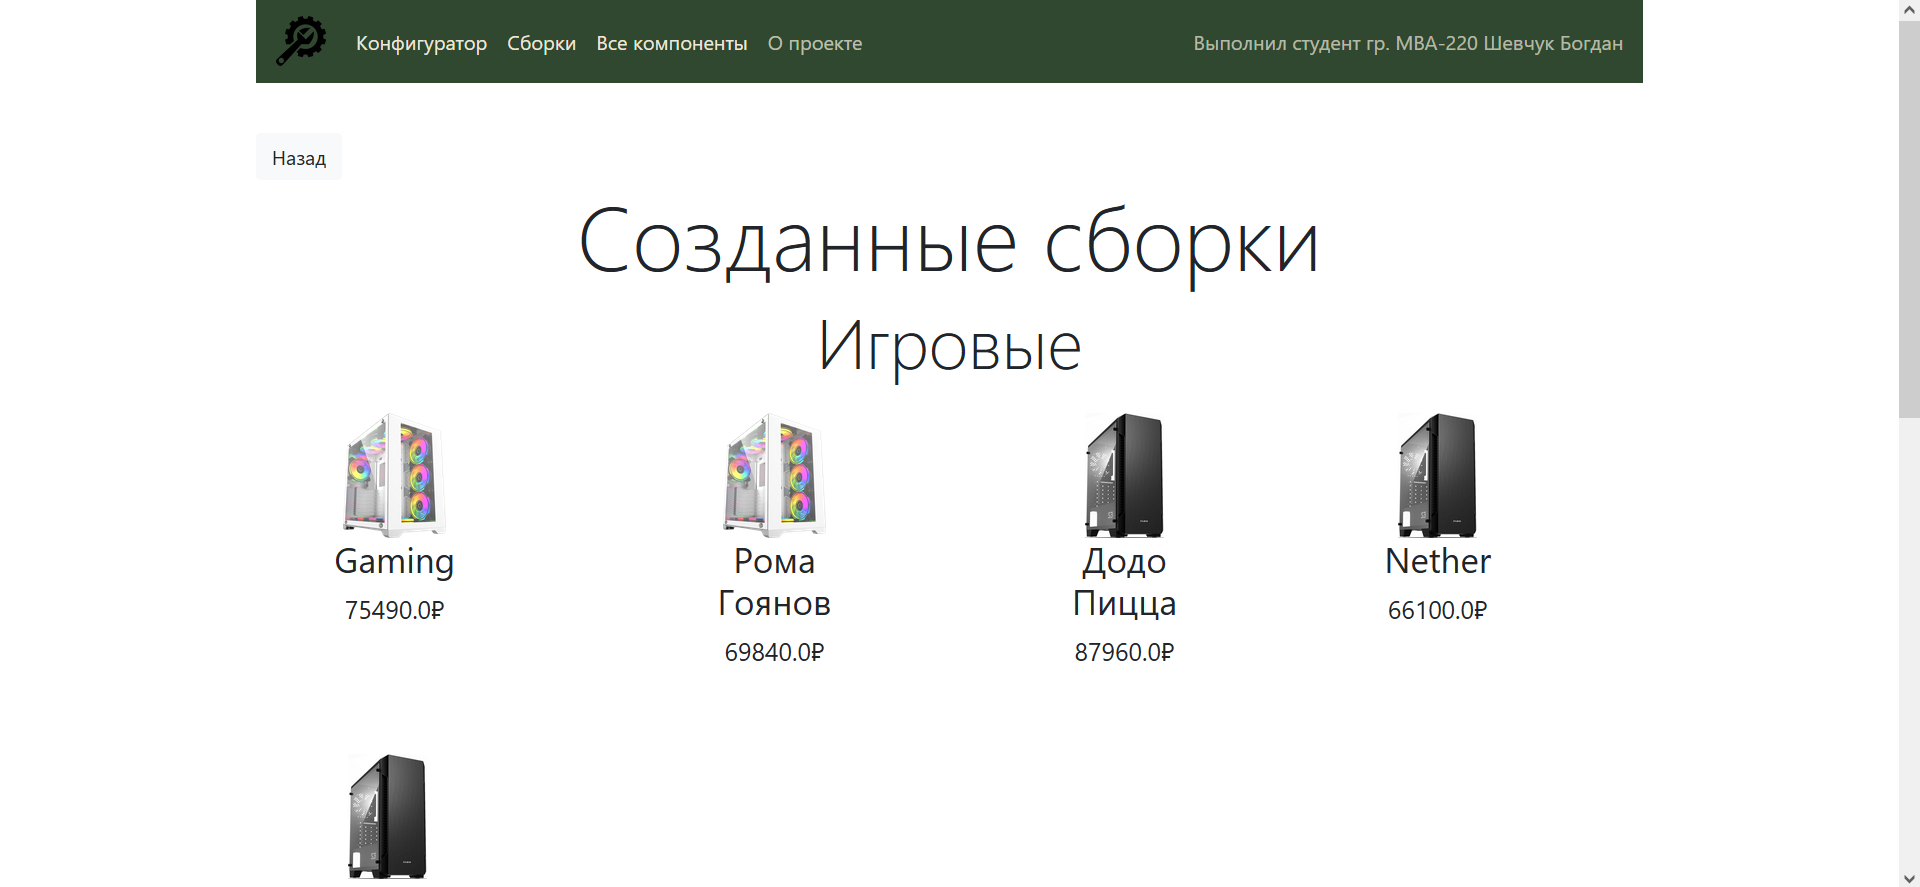 Конфигуратор Сборки Все компоненты О проекте Выполнил студент гр. МВА-220 Шевчук Богдан
Назад
Созданные сборки
Игровые
Gaming
75490.0₽
Рома
Гоянов
69840.0₽
Додо
Пицца
87960.0₽
Nether
66100.0₽